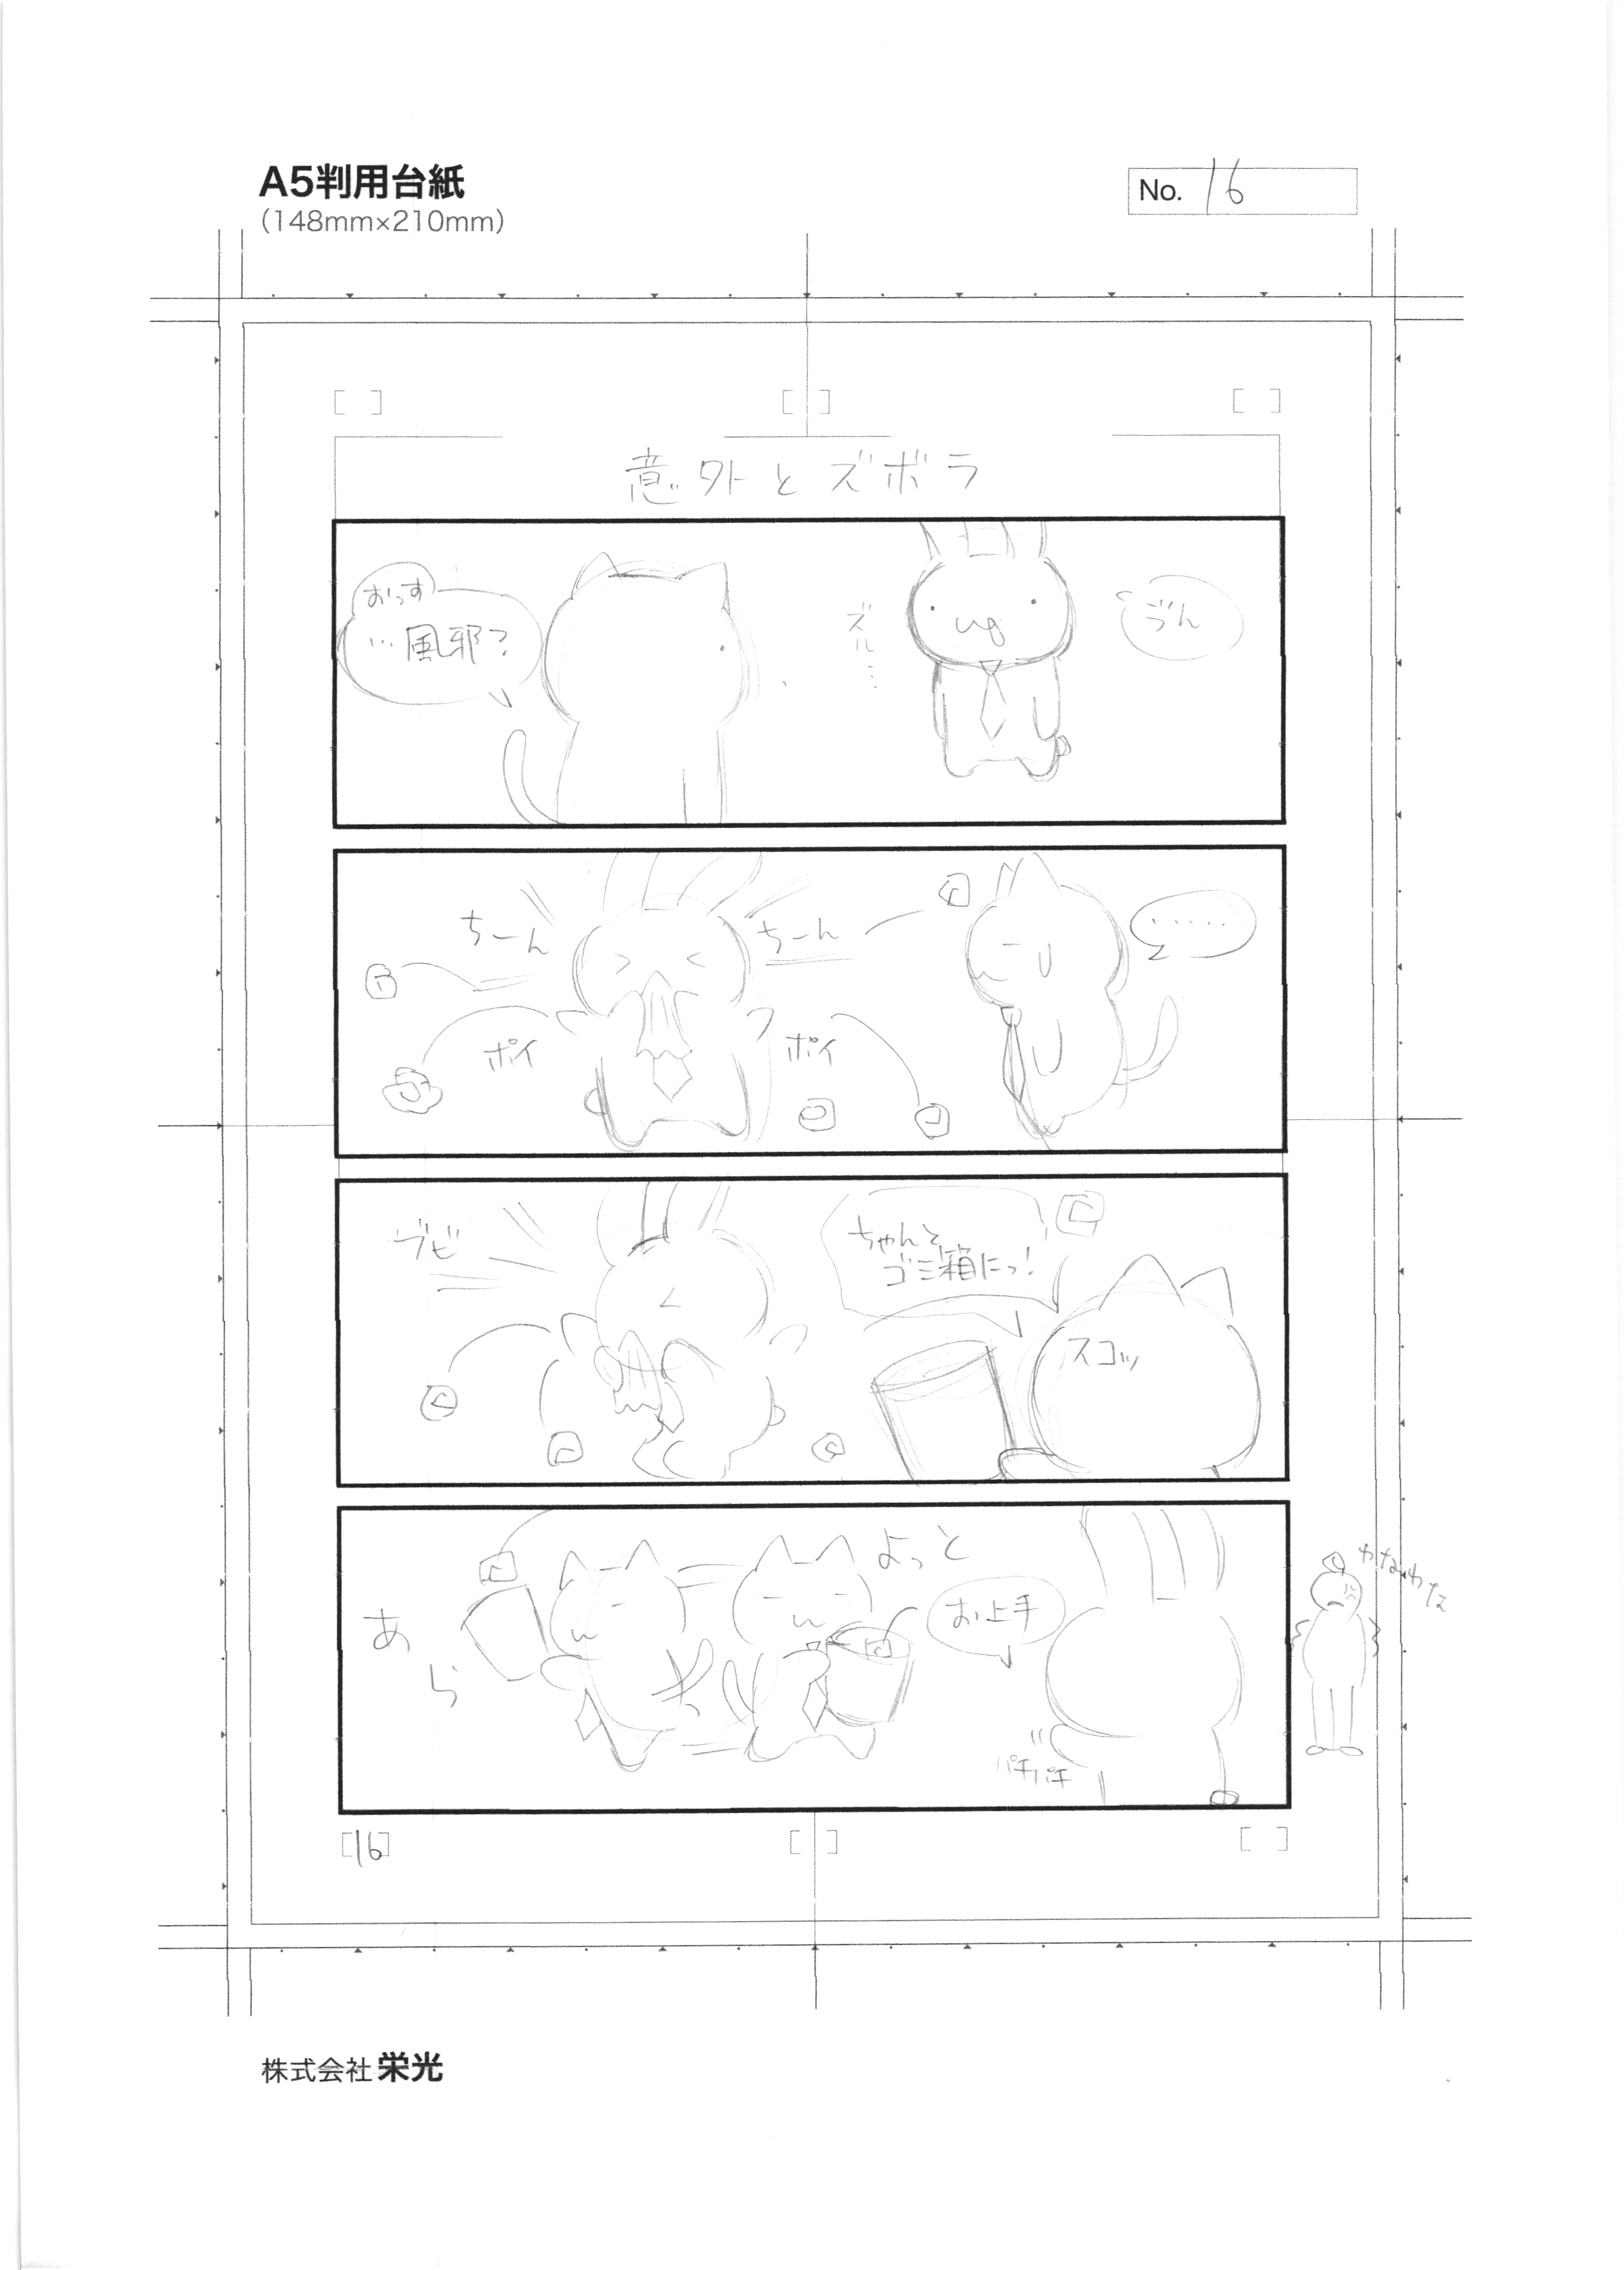 A5判用台紙
(148mm×210mm)
No. 16
意外とズボラ
ゔん
ズル…
おっす
…風邪?
……
ちーん
ちーん
ポイ
ポイ
ちゃんと
ゴミ箱にっ!
スコッ
ブビ
よっと
お上手
パチパチ
あら
わなわな
16
株式会社 栄光